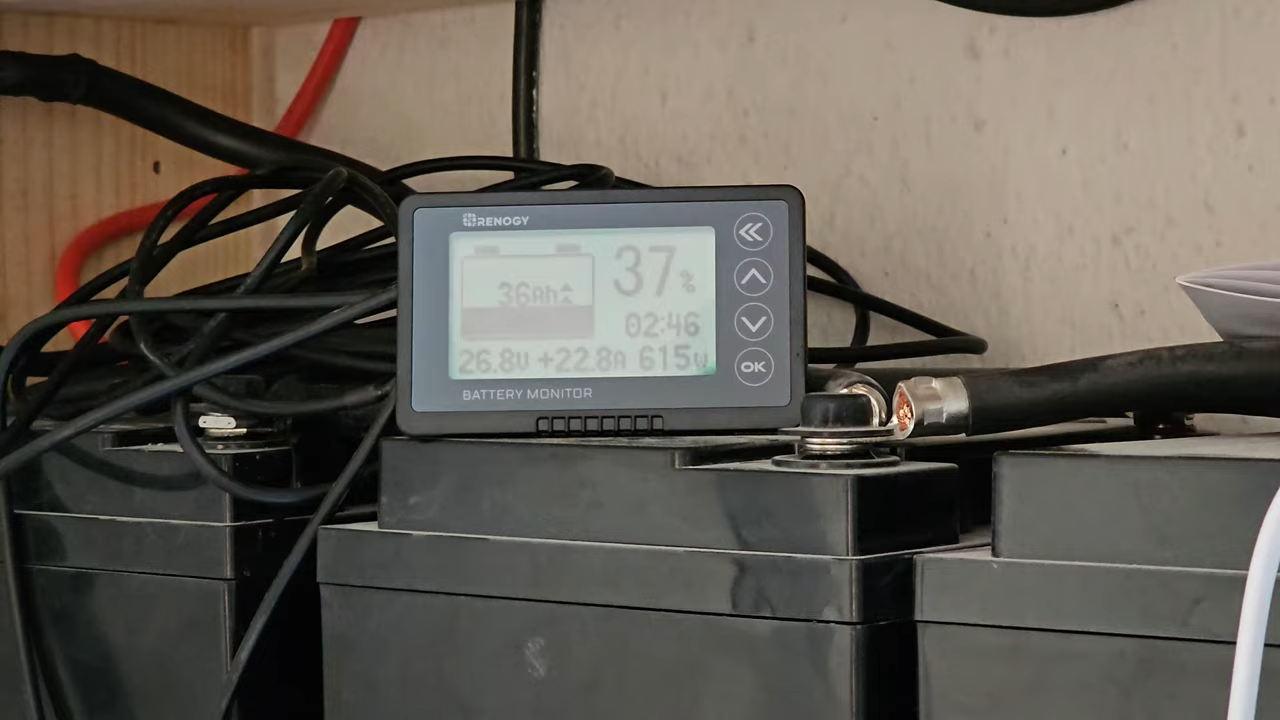 RENOGY
37%
36Ah
02:46
26.8V +22.8A 615W
BATTERY MONITOR
OK